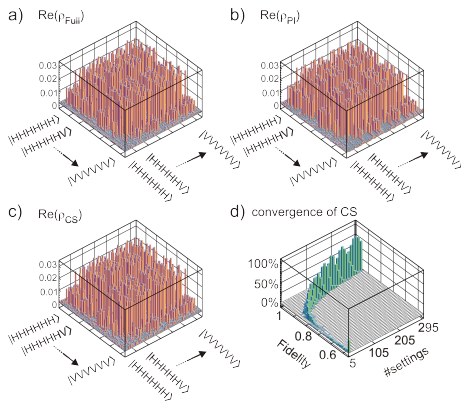 a) Re(ρFull)
0.03
0.02
0.01
0
|HHHHHH⟩
|HHHHHV⟩
|VVVVVV⟩
|HHHHHV⟩
|HHHHHH⟩
|VVVVVV⟩
b) Re(ρPI)
0.03
0.02
0.01
0
|HHHHHH⟩
|HHHHHV⟩
|VVVVVV⟩
|HHHHHV⟩
|HHHHHH⟩
|VVVVVV⟩
c) Re(ρCS)
0.03
0.02
0.01
0
|HHHHHH⟩
|HHHHHV⟩
|VVVVVV⟩
|HHHHHV⟩
|HHHHHH⟩
|VVVVVV⟩
d) convergence of CS
100%
50%
0%
1
0.8
0.6
Fidelity
5
105
205
295
#settings